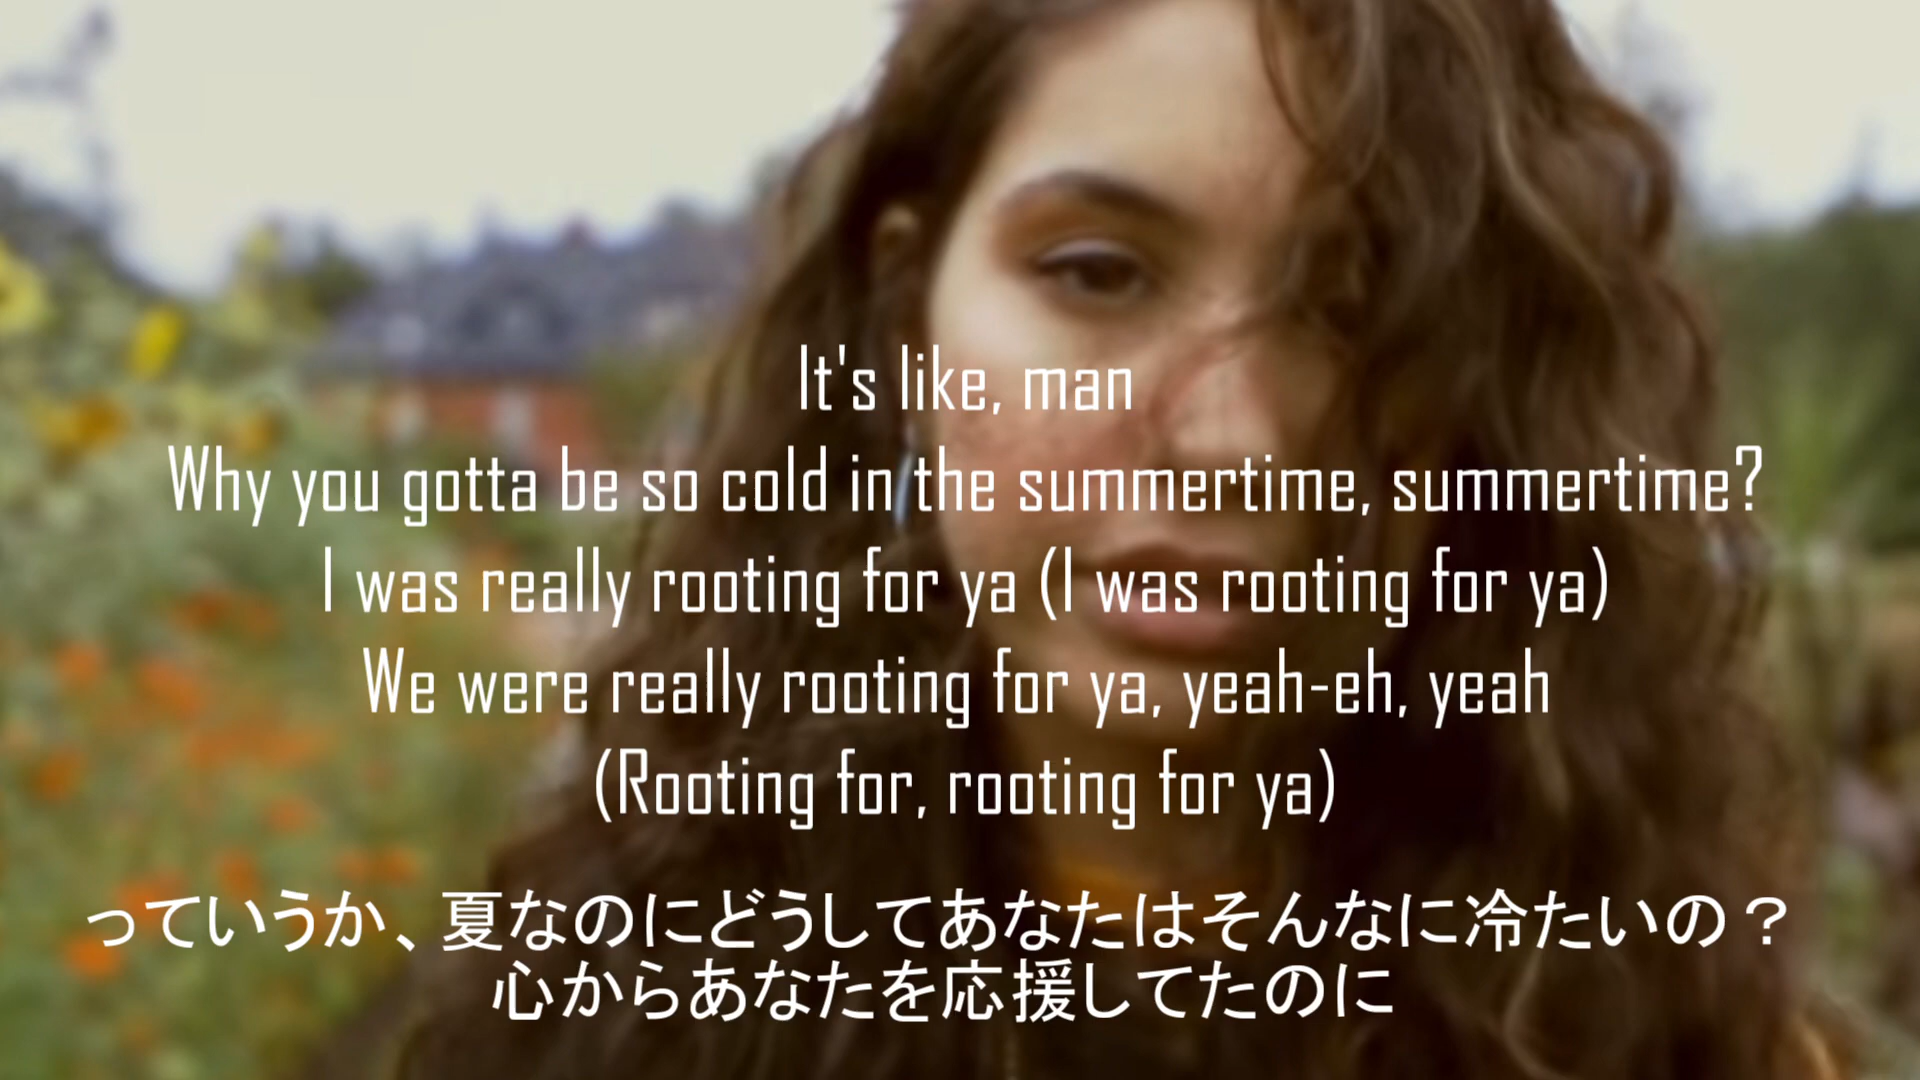 It's like, man
Why you gotta be so cold in the summertime, summertime?
I was really rooting for ya (I was rooting for ya)
We were really rooting for ya, yeah-eh, yeah
(Rooting for, rooting for ya)
っていうか、夏なのにどうしてあなたはそんなに冷たいの？
心からあなたを応援してたのに